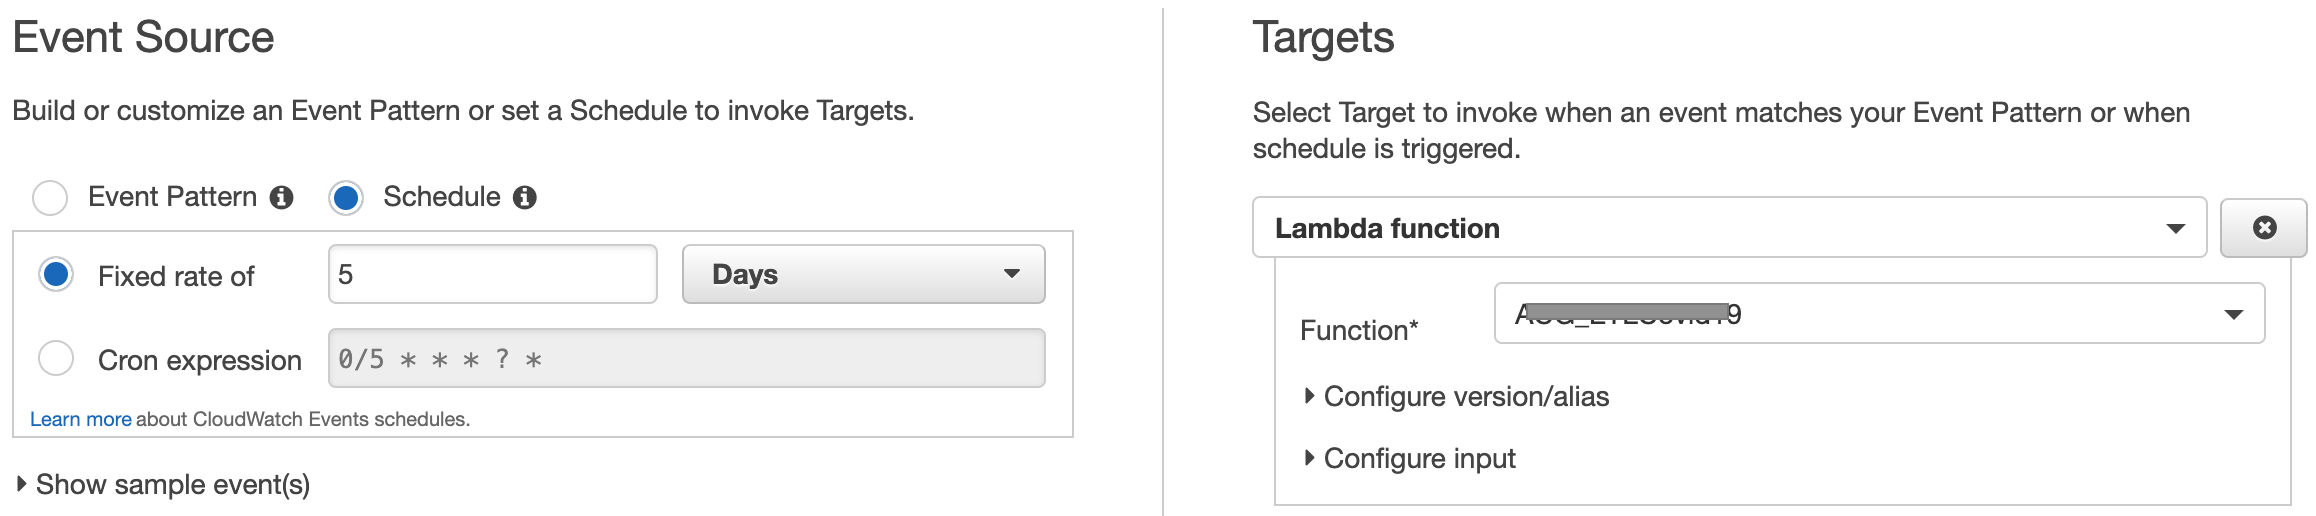 Event Source
Build or customize an Event Pattern or set a Schedule to invoke Targets.
Event Pattern Schedule
Fixed rate of 5 Days
Cron expression 0/5 * * * ? *
Learn more about CloudWatch Events schedules.
Show sample event(s)
Targets
Select Target to invoke when an event matches your Event Pattern or when
schedule is triggered.
Lambda function
Function*
Configure version/alias
Configure input